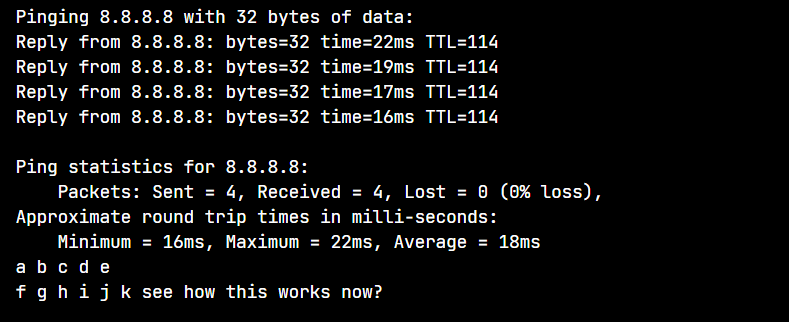 Pinging 8.8.8.8 with 32 bytes of data:
Reply from 8.8.8.8: bytes=32 time=22ms TTL=114
Reply from 8.8.8.8: bytes=32 time=19ms TTL=114
Reply from 8.8.8.8: bytes=32 time=17ms TTL=114
Reply from 8.8.8.8: bytes=32 time=16ms TTL=114

Ping statistics for 8.8.8.8:
    Packets: Sent = 4, Received = 4, Lost = 0 (0% loss),
Approximate round trip times in milli-seconds:
    Minimum = 16ms, Maximum = 22ms, Average = 18ms
a b c d e
f g h i j k see how this works now?